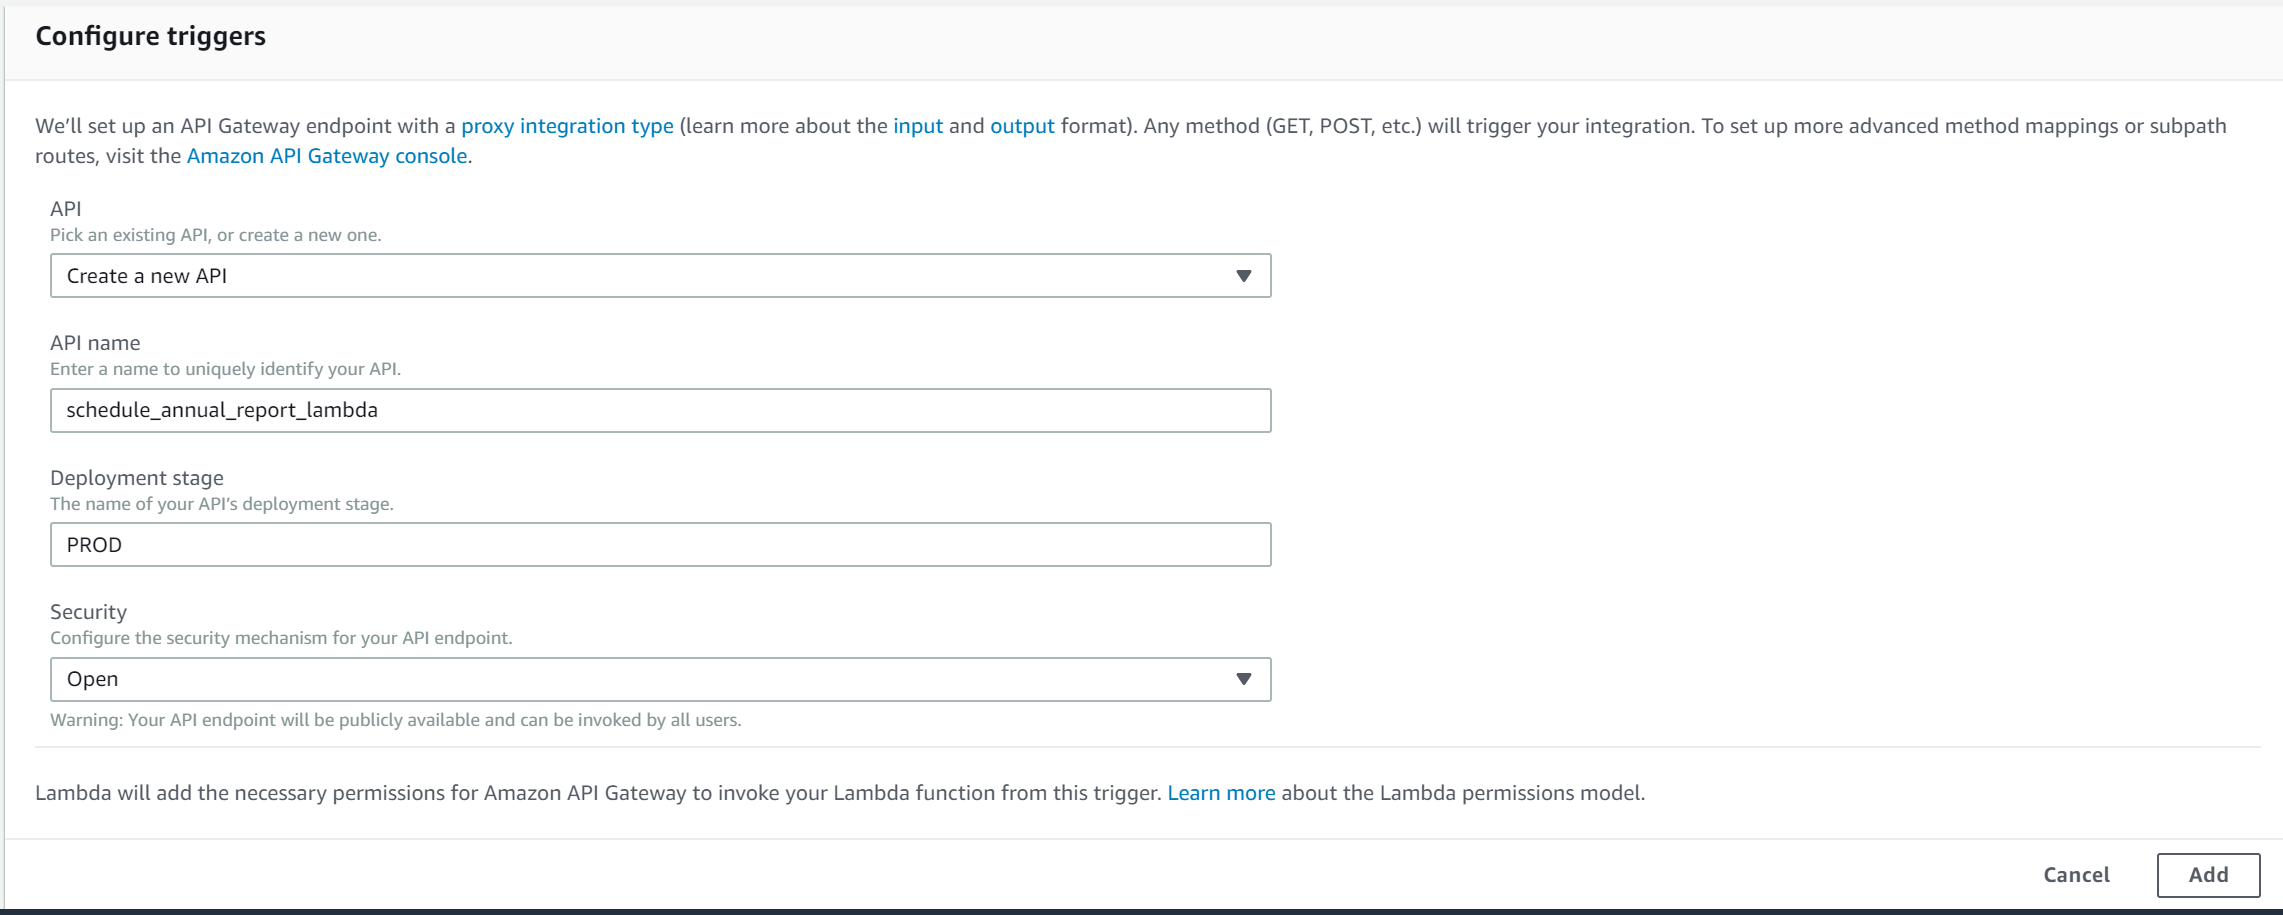 Configure triggers
We’ll set up an API Gateway endpoint with a proxy integration type (learn more about the input and output format). Any method (GET, POST, etc.) will trigger your integration. To set up more advanced method mappings or subpath
routes, visit the Amazon API Gateway console.
API
Pick an existing API, or create a new one.
Create a new API
API name
Enter a name to uniquely identify your API.
schedule_annual_report_lambda
Deployment stage
The name of your API’s deployment stage.
PROD
Security
Configure the security mechanism for your API endpoint.
Open
Warning: Your API endpoint will be publicly available and can be invoked by all users.
Lambda will add the necessary permissions for Amazon API Gateway to invoke your Lambda function from this trigger. Learn more about the Lambda permissions model.
Cancel
Add